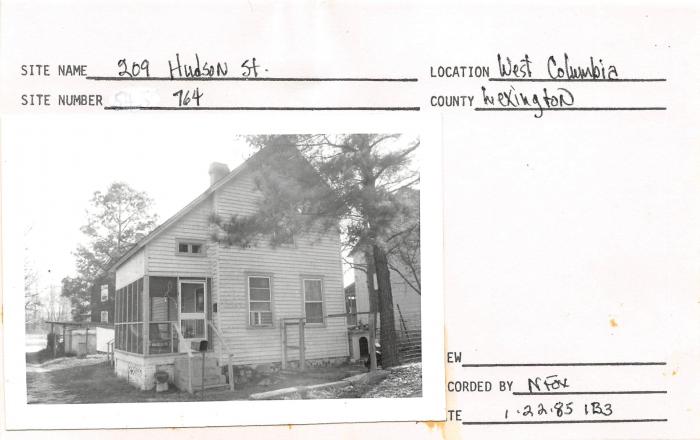 SITE NAME 209 Hudson St.
LOCATION West Columbia
SITE NUMBER 764
COUNTY Lexington
EW
CORDED BY N Fox
TE 1.22.85 1B3